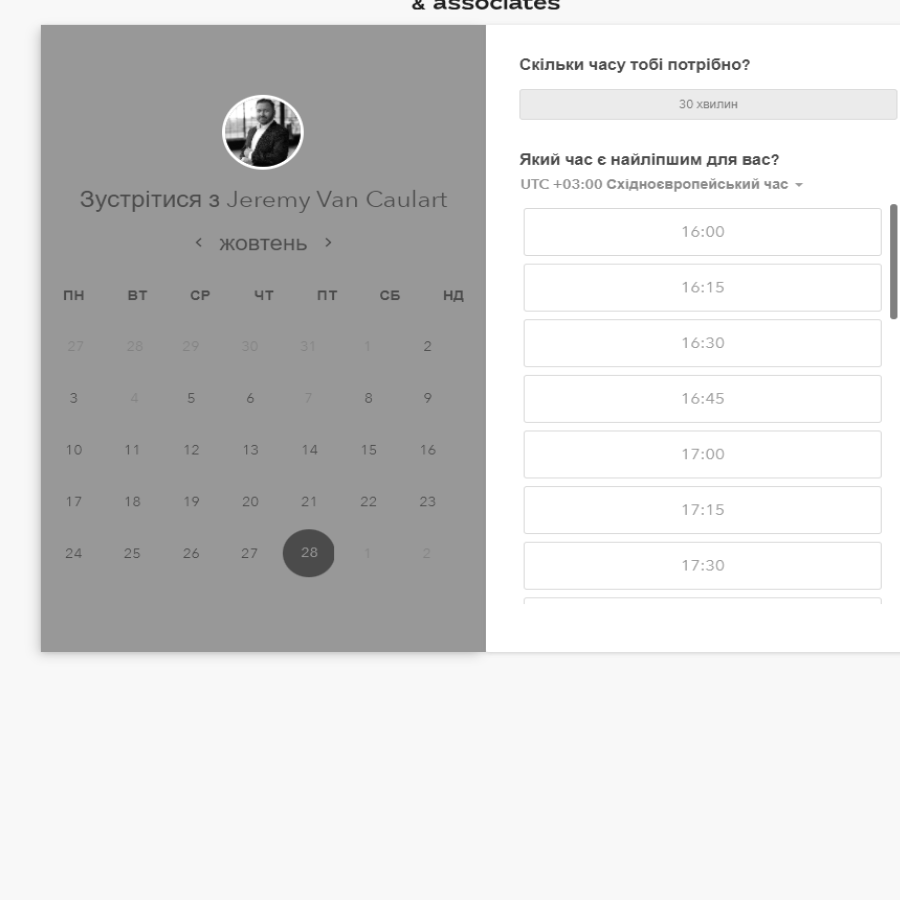 & associates
Зустрітися з Jeremy Van Caulart
жовтень
ПН ВТ СР ЧТ ПТ СБ НД
27 28 29 30 31 1 2
3 4 5 6 7 8 9
10 11 12 13 14 15 16
17 18 19 20 21 22 23
24 25 26 27 28 1 2
Скільки часу тобі потрібно?
30 хвилин
Який час є найліпшим для вас?
UTC +03:00 Східноєвропейський час
16:00
16:15
16:30
16:45
17:00
17:15
17:30